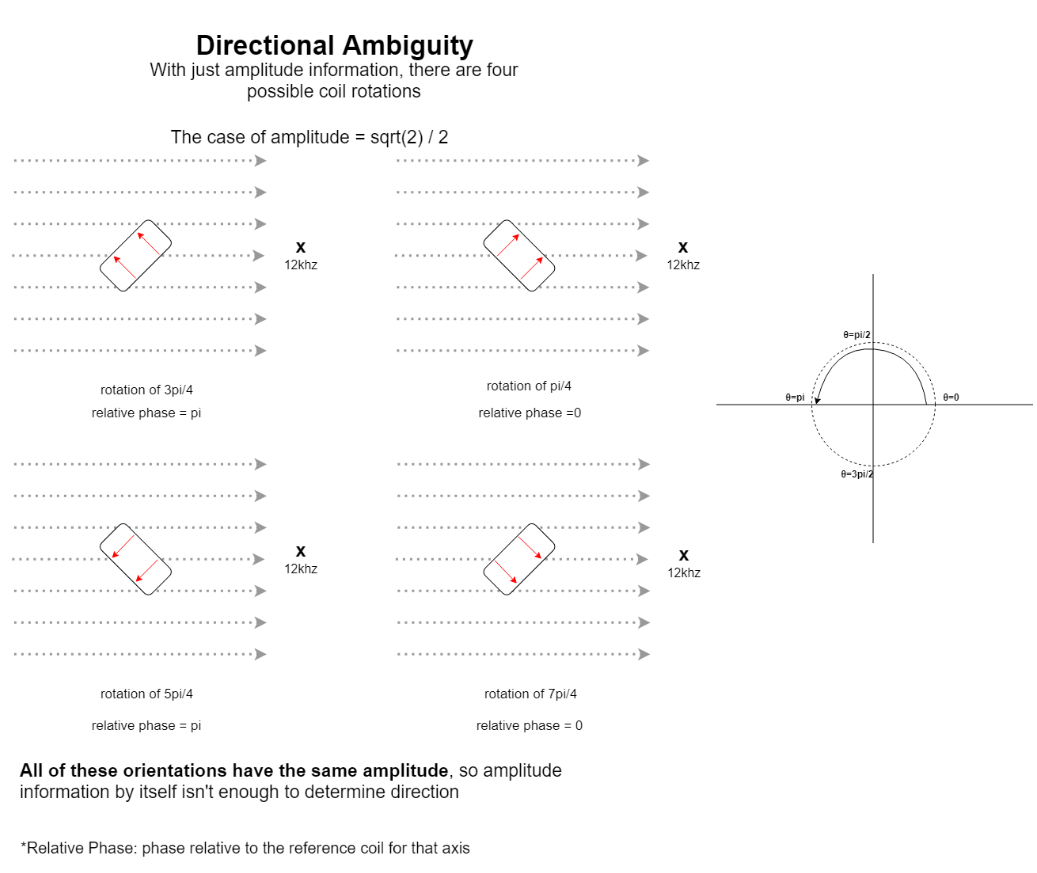 Directional Ambiguity
With just amplitude information, there are four
possible coil rotations
The case of amplitude = sqrt(2) / 2
x
12khz
rotation of 3pi/4
relative phase = pi
x
12khz
rotation of pi/4
relative phase =0
θ=pi/2
θ=pi
θ=0
θ=3pi/2
x
12khz
rotation of 5pi/4
relative phase = pi
x
12khz
rotation of 7pi/4
relative phase = 0
All of these orientations have the same amplitude, so amplitude
information by itself isn't enough to determine direction
*Relative Phase: phase relative to the reference coil for that axis